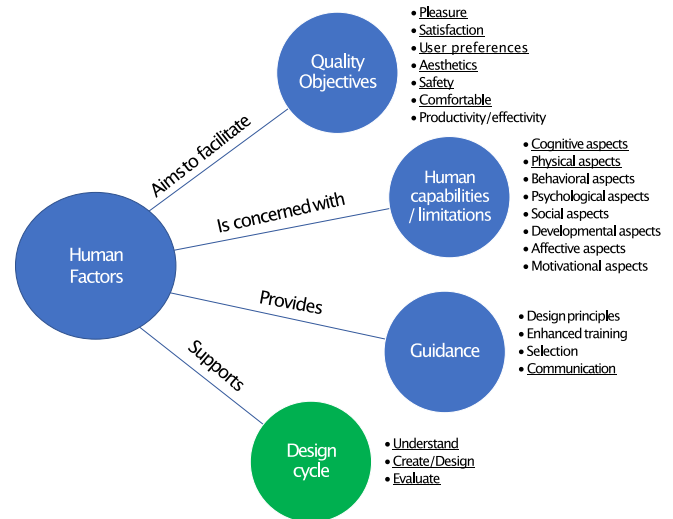 Quality
Objectives
• Pleasure
• Satisfaction
• User preferences
• Aesthetics
• Safety
• Comfortable
• Productivity/effectivity
Aims to facilitate
Human
capabilities
/ limitations
• Cognitive aspects
• Physical aspects
• Behavioral aspects
• Psychological aspects
• Social aspects
• Developmental aspects
• Affective aspects
• Motivational aspects
Is concerned with
Human
Factors
Provides
Guidance
• Design principles
• Enhanced training
• Selection
• Communication
Supports
Design
cycle
• Understand
• Create/Design
• Evaluate